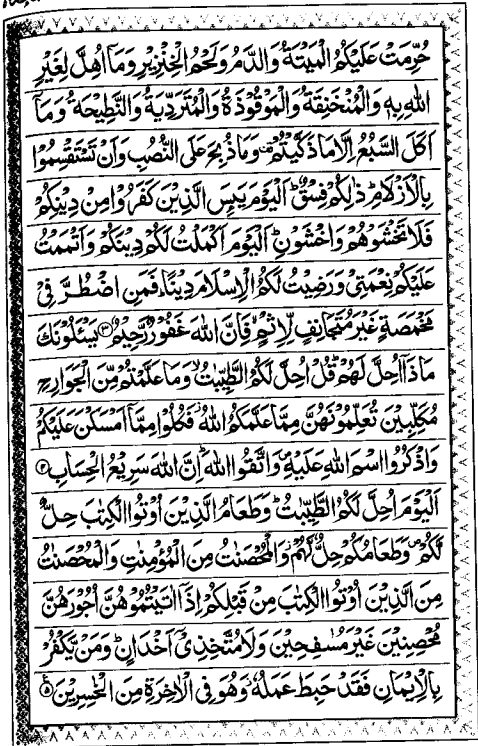 حُرِّمَتْ عَلَيْكُمُ الْمَيْتَةُ وَالدَّمُ وَلَحْمُ الْخِنْزِيْرِ وَمَاۤ اُهِلَّ لِغَيْرِ
اللّٰهِ بِهٖ وَالْمُنْخَنِقَةُ وَالْمَوْقُوْذَةُ وَالْمُتَرَدِّيَةُ وَالنَّطِيْحَةُ وَمَاۤ
اَكَلَ السَّبُعُ اِلَّا مَا ذَكَّيْتُمْ وَمَا ذُبِحَ عَلَى النُّصُبِ وَاَنْ تَسْتَقْسِمُوْا
بِالْاَزْلَامِ ؕ ذٰلِكُمْ فِسْقٌ ؕ اَلْيَوْمَ يَىِٕسَ الَّذِيْنَ كَفَرُوْا مِنْ دِيْنِكُمْ
فَلَا تَخْشَوْهُمْ وَاخْشَوْنِ ؕ اَلْيَوْمَ اَكْمَلْتُ لَكُمْ دِيْنَكُمْ وَاَتْمَمْتُ
عَلَيْكُمْ نِعْمَتِيْ وَرَضِيْتُ لَكُمُ الْاِسْلَامَ دِيْنًا ؕ فَمَنِ اضْطُرَّ فِيْ
مَخْمَصَةٍ غَيْرَ مُتَجَانِفٍ لِّاِثْمٍ ۙ فَاِنَّ اللّٰهَ غَفُوْرٌ رَّحِيْمٌ ﴿۳﴾ يَسْـَٔلُوْنَكَ
مَاذَاۤ اُحِلَّ لَهُمْ ؕ قُلْ اُحِلَّ لَكُمُ الطَّيِّبٰتُ ۙ وَمَا عَلَّمْتُمْ مِّنَ الْجَوَارِحِ
مُكَلِّبِيْنَ تُعَلِّمُوْنَهُنَّ مِمَّا عَلَّمَكُمُ اللّٰهُ ؗ فَكُلُوْا مِمَّاۤ اَمْسَكْنَ عَلَيْكُمْ
وَاذْكُرُوا اسْمَ اللّٰهِ عَلَيْهِ ۪ وَاتَّقُوا اللّٰهَ ؕ اِنَّ اللّٰهَ سَرِيْعُ الْحِسَابِ ﴿۴﴾
اَلْيَوْمَ اُحِلَّ لَكُمُ الطَّيِّبٰتُ ؕ وَطَعَامُ الَّذِيْنَ اُوْتُوا الْكِتٰبَ حِلٌّ
لَّكُمْ ۪ وَطَعَامُكُمْ حِلٌّ لَّهُمْ ؗ وَالْمُحْصَنٰتُ مِنَ الْمُؤْمِنٰتِ وَالْمُحْصَنٰتُ
مِنَ الَّذِيْنَ اُوْتُوا الْكِتٰبَ مِنْ قَبْلِكُمْ اِذَاۤ اٰتَيْتُمُوْهُنَّ اُجُوْرَهُنَّ
مُحْصِنِيْنَ غَيْرَ مُسٰفِحِيْنَ وَلَا مُتَّخِذِيْۤ اَخْدَانٍ ؕ وَمَنْ يَّكْفُرْ
بِالْاِيْمَانِ فَقَدْ حَبِطَ عَمَلُهٗ ؗ وَهُوَ فِي الْاٰخِرَةِ مِنَ الْخٰسِرِيْنَ ﴿۵﴾